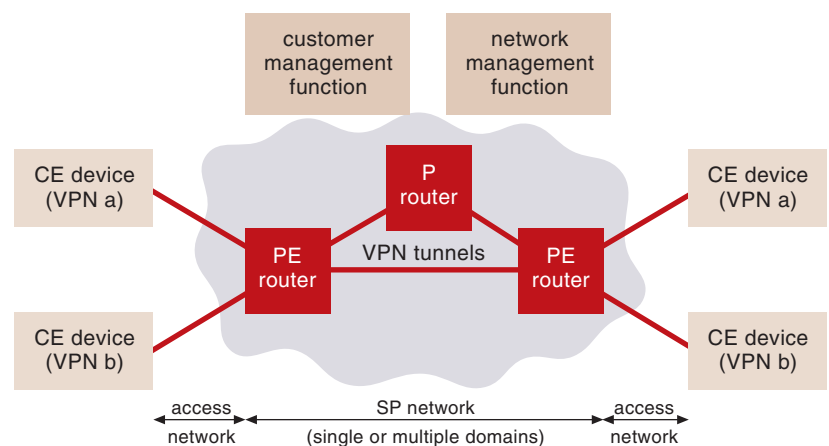 customer
management
function
network
management
function
CE device
(VPN a)
P
router
CE device
(VPN a)
PE
router
VPN tunnels
PE
router
CE device
(VPN b)
CE device
(VPN b)
access
network
SP network
(single or multiple domains)
access
network